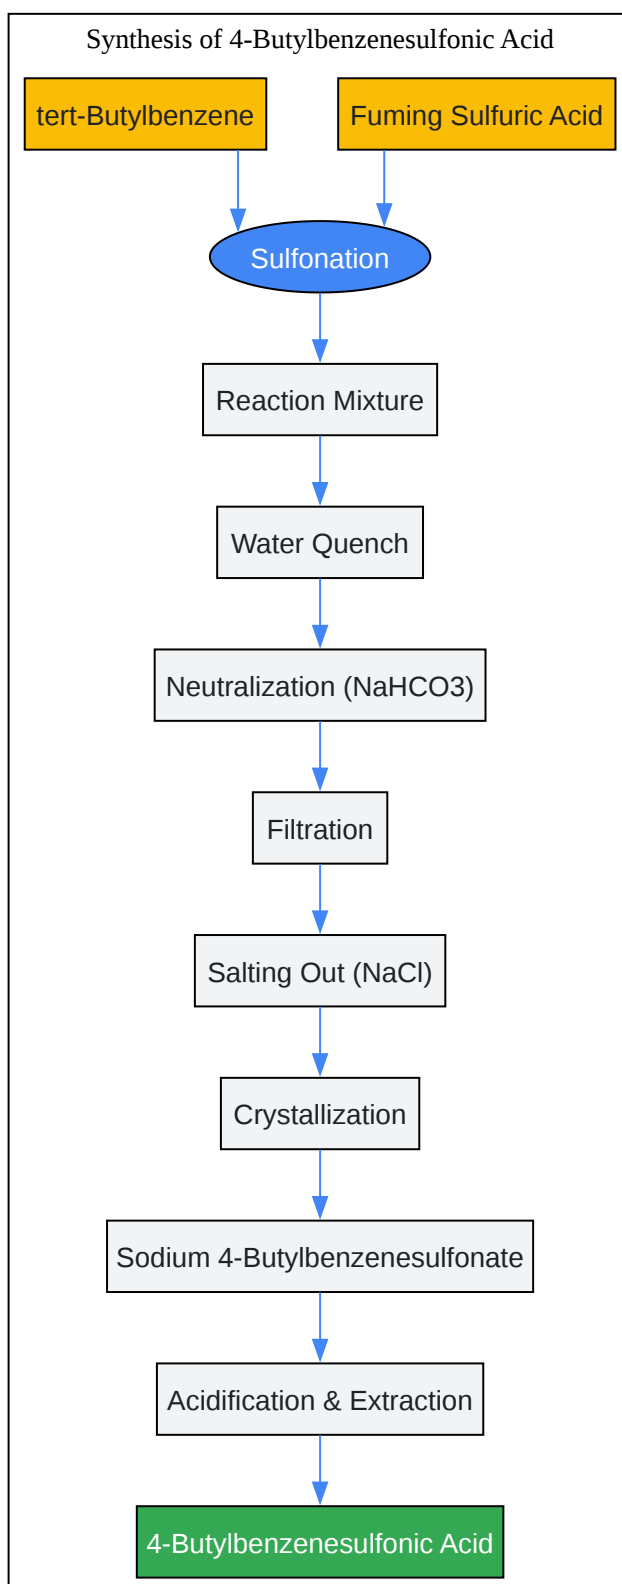 Synthesis of 4-Butylbenzenesulfonic Acid
tert-Butylbenzene
Fuming Sulfuric Acid
Sulfonation
Reaction Mixture
Water Quench
Neutralization (NaHCO3)
Filtration
Salting Out (NaCl)
Crystallization
Sodium 4-Butylbenzenesulfonate
Acidification & Extraction
4-Butylbenzenesulfonic Acid